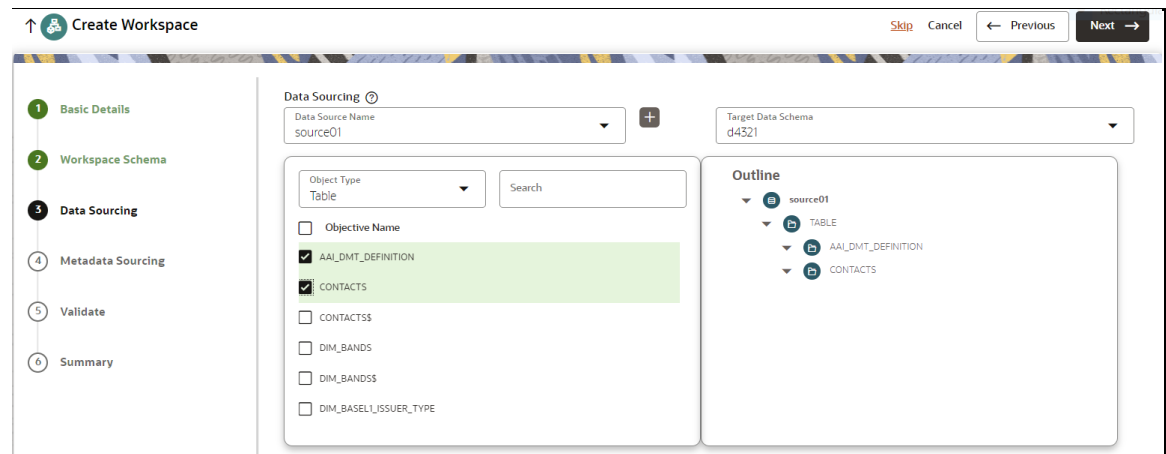 Create Workspace
Skip Cancel ← Previous Next →
1 Basic Details
2 Workspace Schema
3 Data Sourcing
4 Metadata Sourcing
5 Validate
6 Summary
Data Sourcing ?
Data Source Name
source01
+
Target Data Schema
d4321
Object Type
Table
Search
Objective Name
AAI_DMT_DEFINITION
CONTACTS
CONTACTS$
DIM_BANDS
DIM_BANDS$
DIM_BASEL1_ISSUER_TYPE
Outline
source01
TABLE
AAI_DMT_DEFINITION
CONTACTS